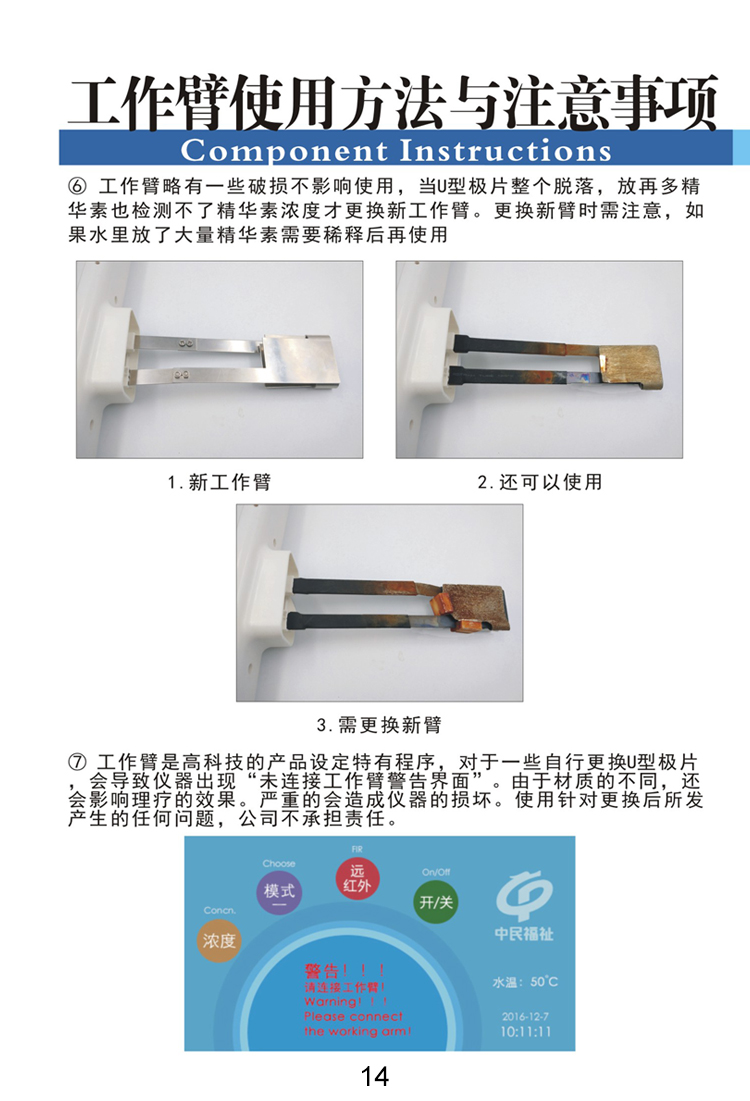 工作臂使用方法与注意事项
Component Instructions
⑥ 工作臂略有一些破损不影响使用，当U型极片整个脱落，放再多精
华素也检测不了精华素浓度才更换新工作臂。更换新臂时需注意，如
果水里放了大量精华素需要稀释后再使用
1.新工作臂
2.还可以使用
3.需更换新臂
⑦ 工作臂是高科技的产品设定特有程序，对于一些自行更换U型极片
，会导致仪器出现“未连接工作臂警告界面”。由于材质的不同，还
会影响理疗的效果。严重的会造成仪器的损坏。使用针对更换后所发
产生的任何问题，公司不承担责任。
FIR
远
红外
Choose
模式
On/Off
开/关
Concn.
浓度
中民福祉
警告！！！
请连接工作臂！
Warning！！！
Please connect
the working arm!
水温：50℃
2016-12-7
10:11:11
14